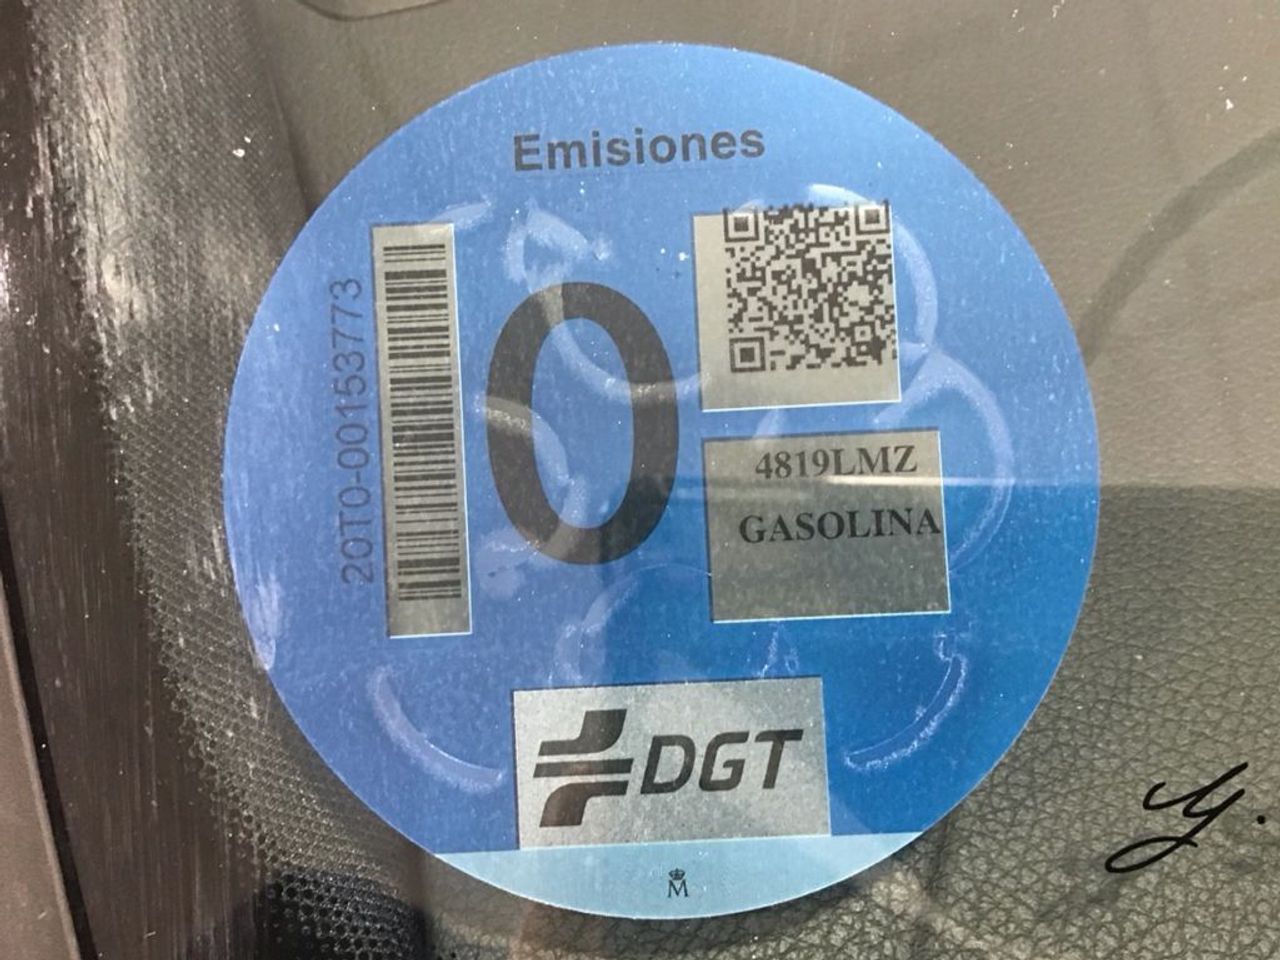 Emisiones
20T0-00153773
0
4819LMZ
GASOLINA
DGT
M